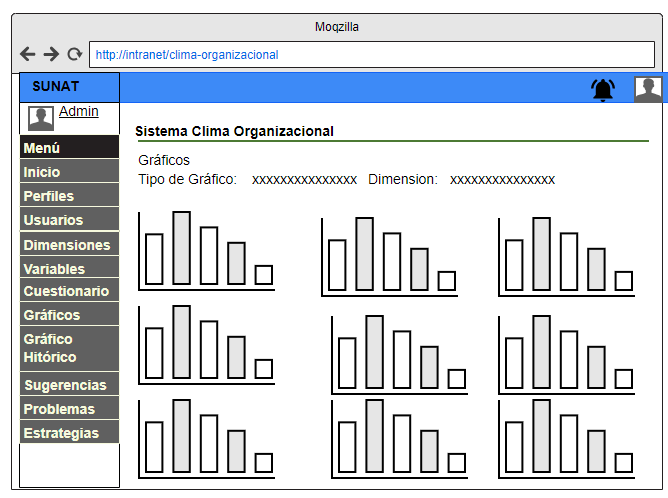 Moqzilla
http://intranet/clima-organizacional
SUNAT
Admin
Menú
Inicio
Perfiles
Usuarios
Dimensiones
Variables
Cuestionario
Gráficos
Gráfico
Hitórico
Sugerencias
Problemas
Estrategias
Sistema Clima Organizacional
Gráficos
Tipo de Gráfico: xxxxxxxxxxxxxxx Dimension: xxxxxxxxxxxxxxx